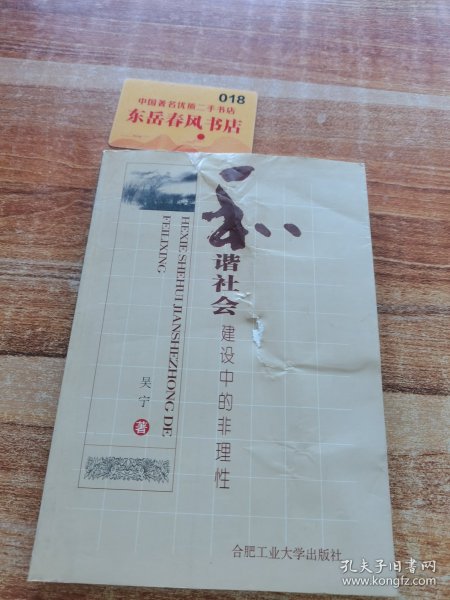 018
中国著名优质二手书店
东岳春风书店
和
谐社会
建设中的非理性
HEXIE SHEHUI JIANSHEZHONG DE
FEILIXING
吴宁
著
合肥工业大学出版社
孔夫子旧书网
www.kongfz.com